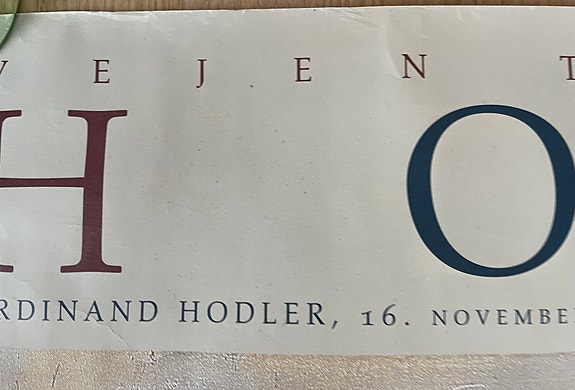 V E J E N T
H O
RDINAND HODLER, 16. NOVEMBE